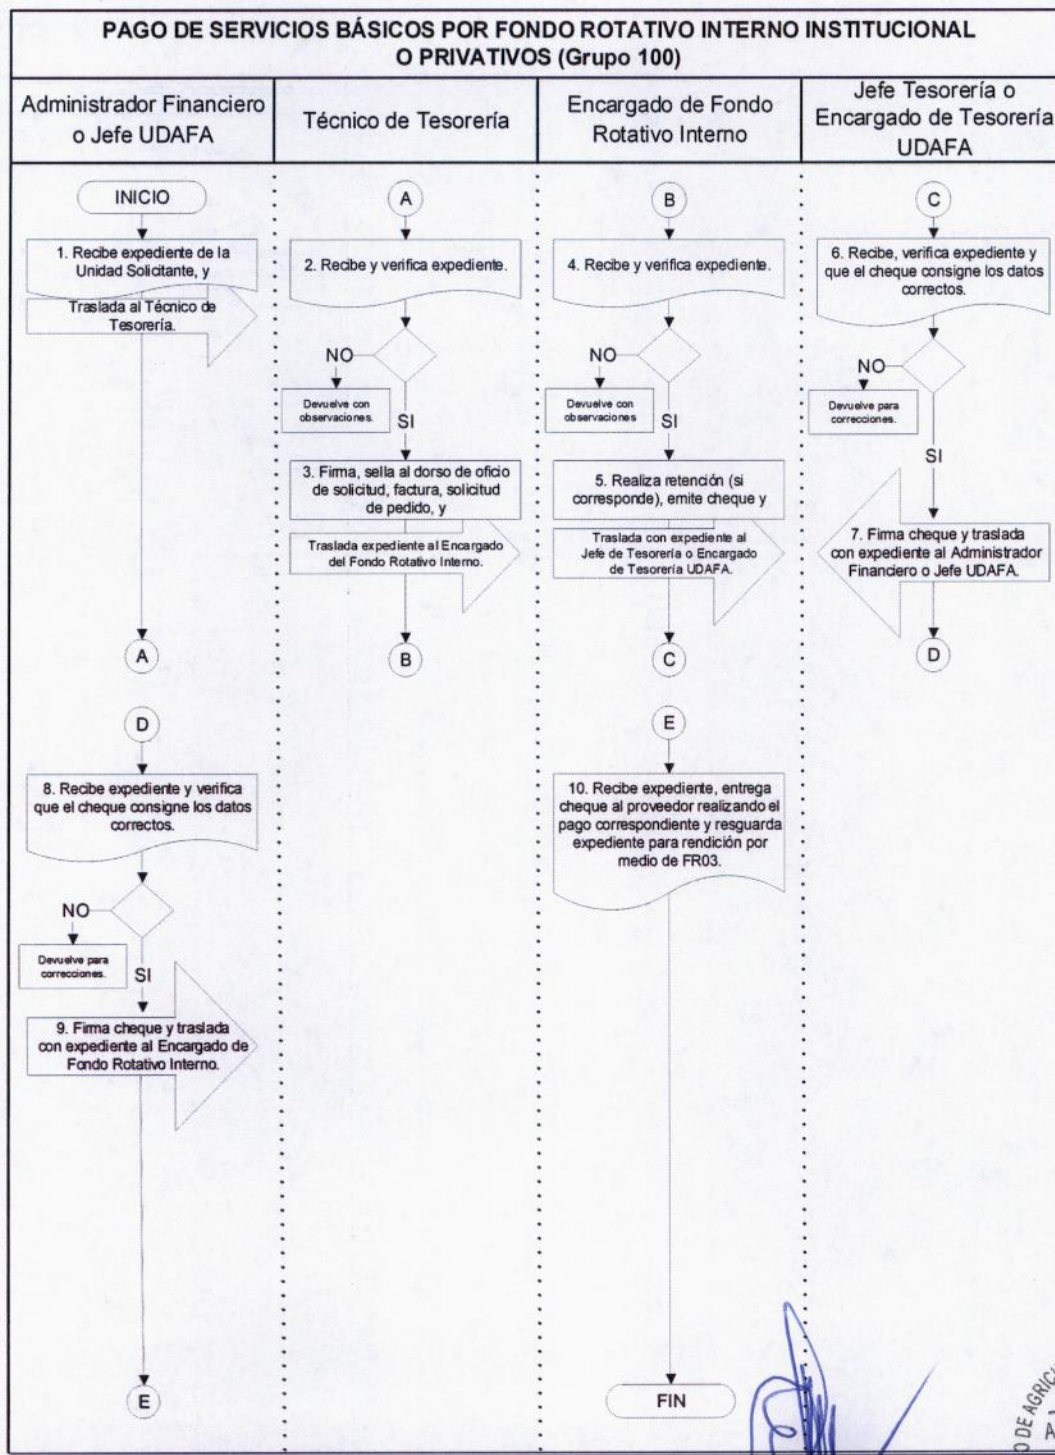 PAGO DE SERVICIOS BÁSICOS POR FONDO ROTATIVO INTERNO INSTITUCIONAL
O PRIVATIVOS (Grupo 100)
Administrador Financiero
o Jefe UDAFA
Técnico de Tesorería
Encargado de Fondo
Rotativo Interno
Jefe Tesorería o
Encargado de Tesorería
UDAFA
INICIO
1. Recibe expediente de la
Unidad Solicitante, y
Traslada al Técnico de
Tesorería.
A
A
2. Recibe y verifica expediente.
NO
Devuelve con
observaciones.
SI
3. Firma, sella al dorso de oficio
de solicitud, factura, solicitud
de pedido, y
Traslada expediente al Encargado
del Fondo Rotativo Interno.
B
B
4. Recibe y verifica expediente.
NO
Devuelve con
observaciones
SI
5. Realiza retención (si
corresponde), emite cheque y
Traslada con expediente al
Jefe de Tesorería o Encargado
de Tesorería UDAFA.
C
C
6. Recibe, verifica expediente y
que el cheque consigne los datos
correctos.
NO
Devuelve para
correcciones.
SI
7. Firma cheque y traslada
con expediente al Administrador
Financiero o Jefe UDAFA.
D
D
8. Recibe expediente y verifica
que el cheque consigne los datos
correctos.
NO
Devuelve para
correcciones.
SI
9. Firma cheque y traslada
con expediente al Encargado de
Fondo Rotativo Interno.
E
E
10. Recibe expediente, entrega
cheque al proveedor realizando el
pago correspondiente y resguarda
expediente para rendición por
medio de FR03.
FIN